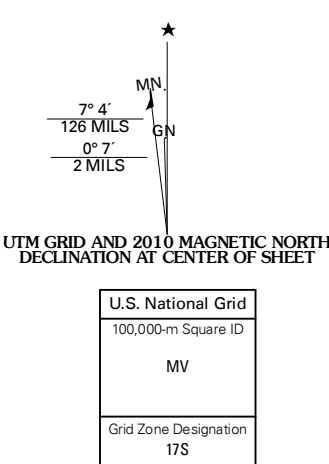 ★
MN
7° 4´
126 MILS
GN
0° 7´
2 MILS
UTM GRID AND 2010 MAGNETIC NORTH
DECLINATION AT CENTER OF SHEET
U.S. National Grid
100,000-m Square ID
MV
Grid Zone Designation
17S